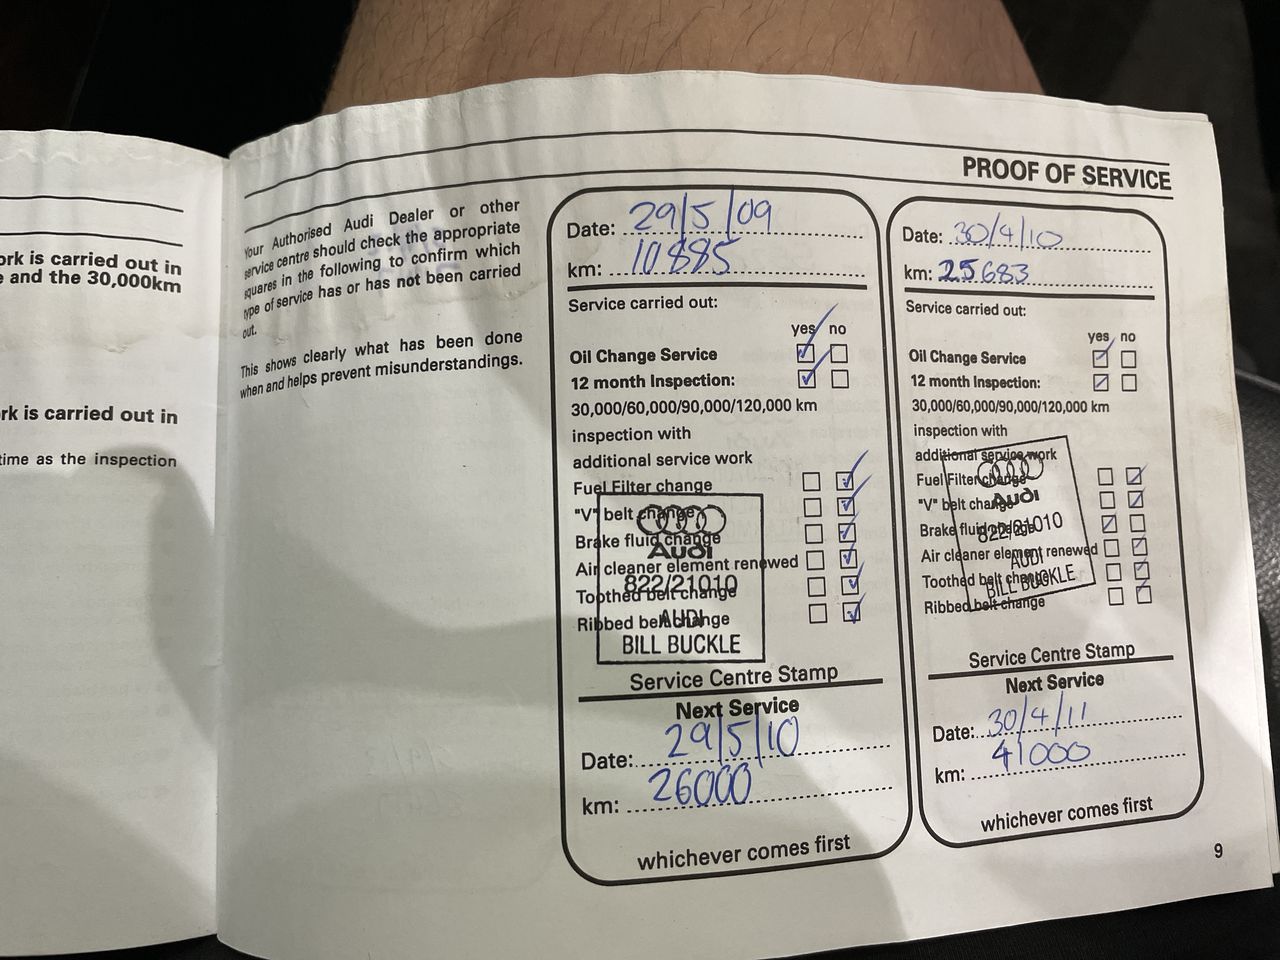 ork is carried out in
e and the 30,000km
rk is carried out in
time as the inspection
PROOF OF SERVICE
Your Authorised Audi Dealer or other
service centre should check the appropriate
squares in the following to confirm which
type of service has or has not been carried
out.
This shows clearly what has been done
when and helps prevent misunderstandings.
Date: 29/5/09
km: 10885
Service carried out:
yes no
Oil Change Service
12 month Inspection:
30,000/60,000/90,000/120,000 km
inspection with
additional service work
Fuel Filter change
"V" belt change
Brake fluid change
Air cleaner element renewed
Toothed belt change
Ribbed belt change
Audi
822/21010
AUDI
BILL BUCKLE
Service Centre Stamp
Next Service
Date: 29/5/10
km: 26000
whichever comes first
Date: 30/4/10
km: 25683
Service carried out:
yes no
Oil Change Service
12 month Inspection:
30,000/60,000/90,000/120,000 km
inspection with
additional service work
Fuel Filter change
"V" belt change
Brake fluid change
Air cleaner element renewed
Toothed belt change
Ribbed belt change
Audi
822/21010
AUDI
BILL BUCKLE
Service Centre Stamp
Next Service
Date: 30/4/11
km: 41000
whichever comes first
9